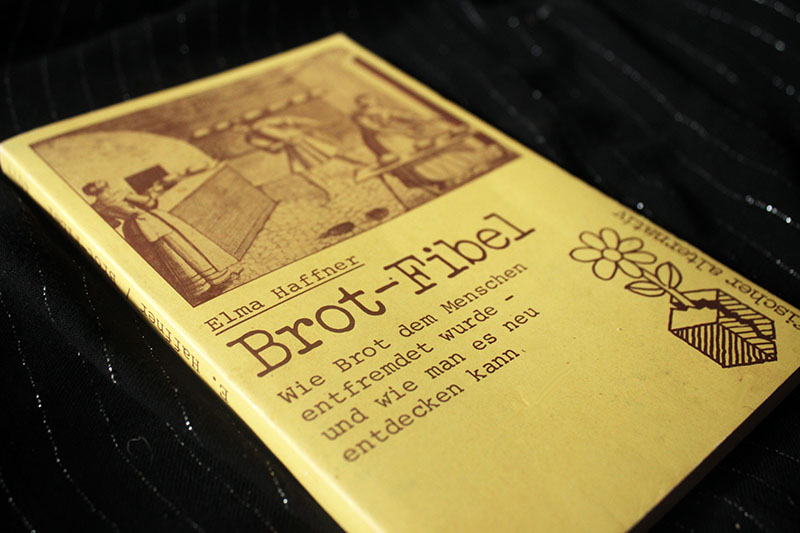 Elma Haffner
Brot-Fibel
Wie Brot dem Menschen
entfremdet wurde –
und wie man es neu
entdecken kann.
fischer alternativ
E. Haffner / Brot-Fibel